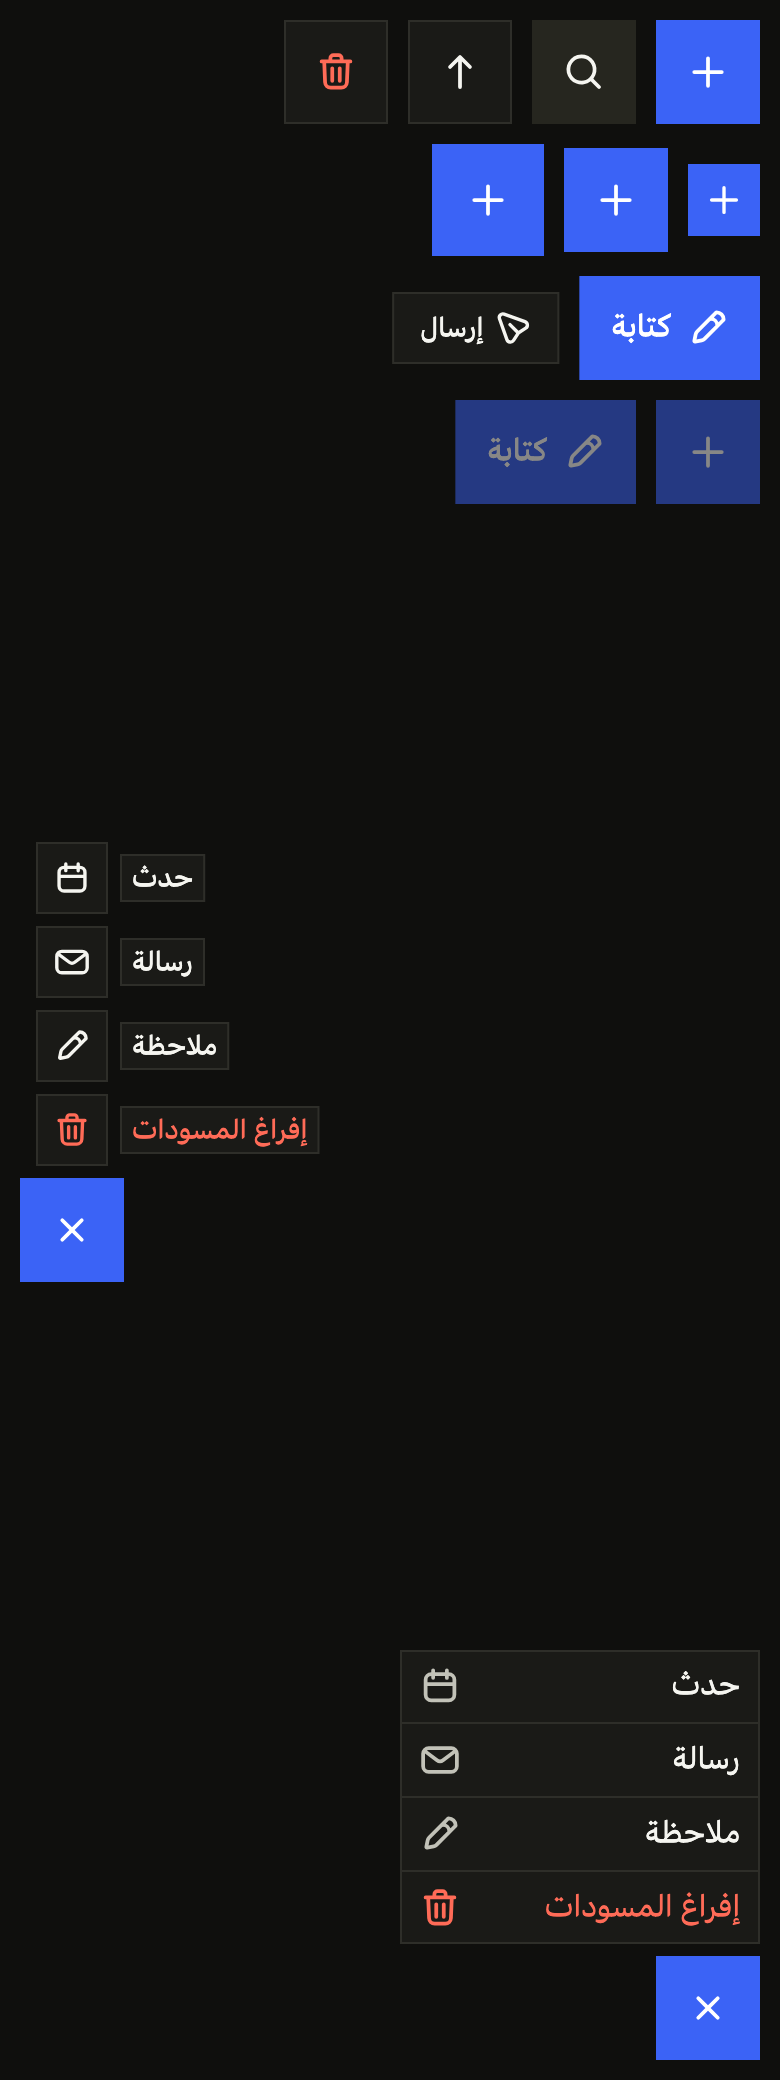 كتابة
إرسال
كتابة
حدث
رسالة
ملاحظة
إفراغ المسودات
حدث
رسالة
ملاحظة
إفراغ المسودات